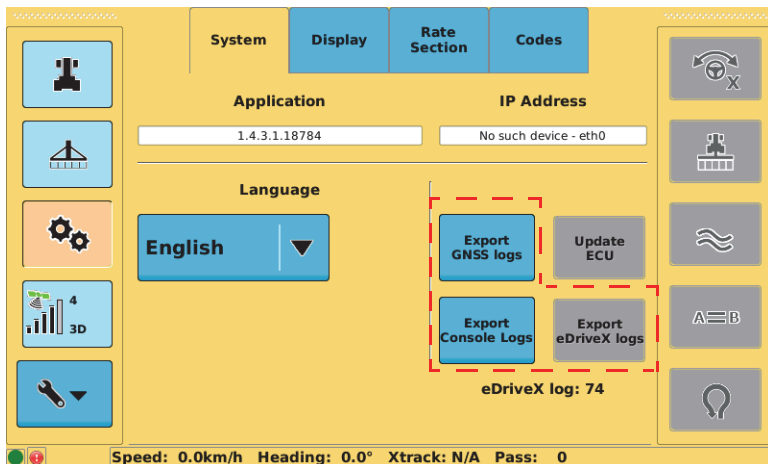 System
Display
Rate
Section
Codes
Application
IP Address
1.4.3.1.18784
No such device - eth0
Language
English
Export
GNSS logs
Update
ECU
Export
Console Logs
Export
eDriveX logs
eDriveX log: 74
4
3D
X
A
B
Speed: 0.0km/h Heading: 0.0° Xtrack: N/A Pass: 0